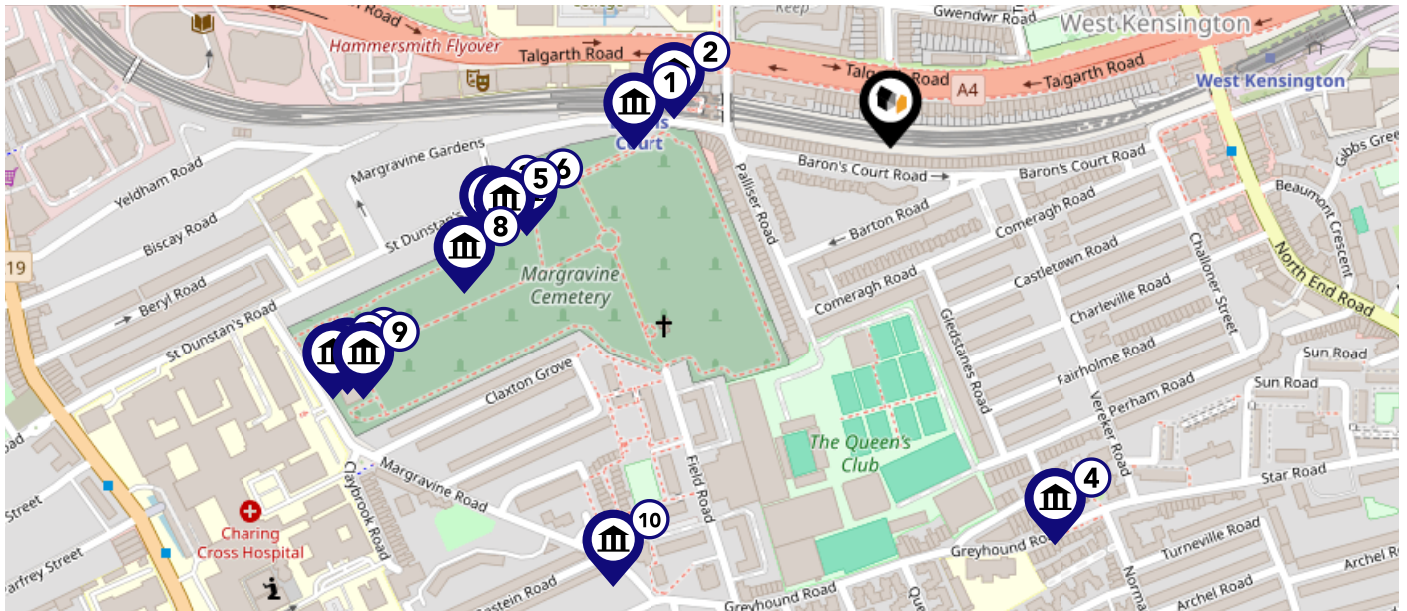 Road
Keep
Gwendwr Road
West Kensington
Hammersmith Flyover
Talgarth Road
2
1
Talgarth Road
A4
Talgarth Road
West Kensington
Court
Margravine Gardens
Yeldham Road
6
5
Baron's Court Road
Baron's Court Road
Gibbs Gree
Palliser Road
Beaumont Crescent
Biscay Road
St Dunstan's
8
Barton Road
Comeragh Road
19
Margravine
Cemetery
Castletown Road
Challoner Street
North End Road
Beryl Road
Comeragh Road
Charleville Road
St Dunstan's Road
9
Gledstanes Road
Fairholme Road
Sun Road
Claxton Grove
Perham Road
Sun Road
Vereker Road
The Queen's
Club
Margravine Road
Claybrook Road
Field Road
4
Star Road
Street
Charing
Cross Hospital
10
Greyhound Road
Turneville Road
Archel R
Archel Road
Greyhound Road